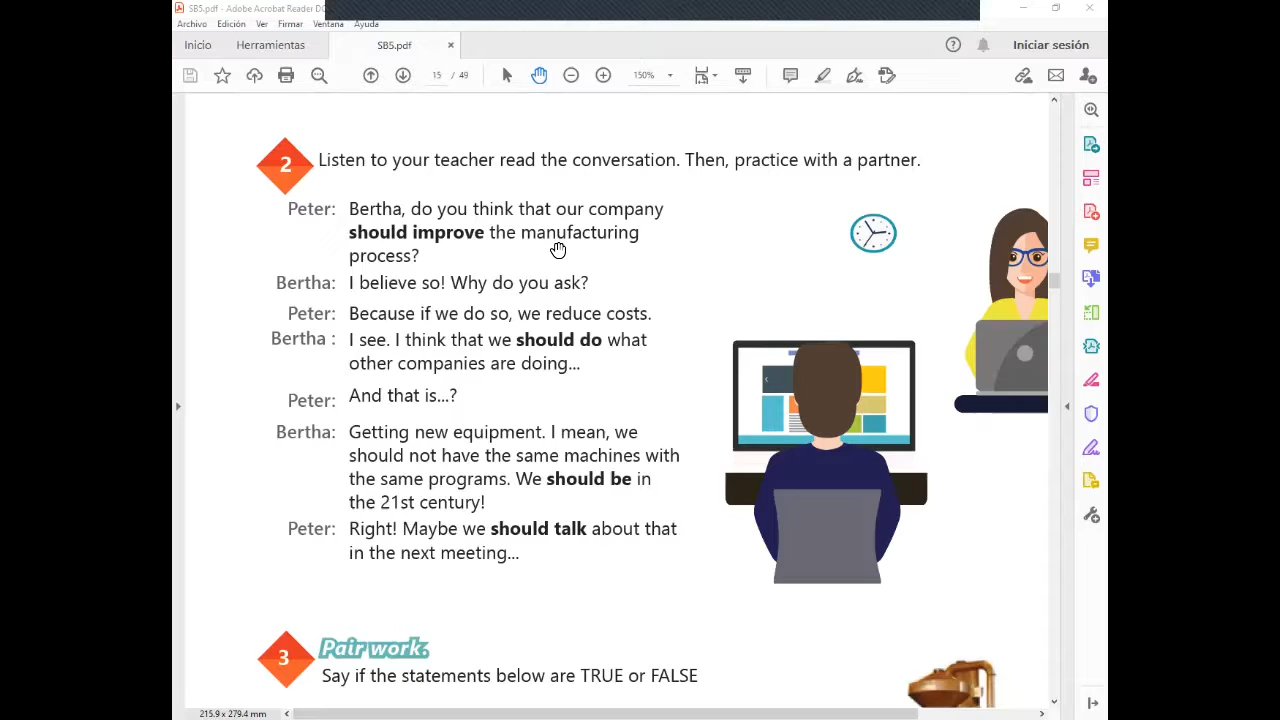 SB5.pdf - Adobe Acrobat Reader DC
Archivo Edición Ver Firmar Ventana Ayuda
Inicio Herramientas SB5.pdf × Iniciar sesión
15 / 49 150%
2 Listen to your teacher read the conversation. Then, practice with a partner.
Peter: Bertha, do you think that our company
should improve the manufacturing
process?
Bertha: I believe so! Why do you ask?
Peter: Because if we do so, we reduce costs.
Bertha : I see. I think that we should do what
other companies are doing...
Peter: And that is...?
Bertha: Getting new equipment. I mean, we
should not have the same machines with
the same programs. We should be in
the 21st century!
Peter: Right! Maybe we should talk about that
in the next meeting...
3 Pair work.
Say if the statements below are TRUE or FALSE
215.9 x 279.4 mm